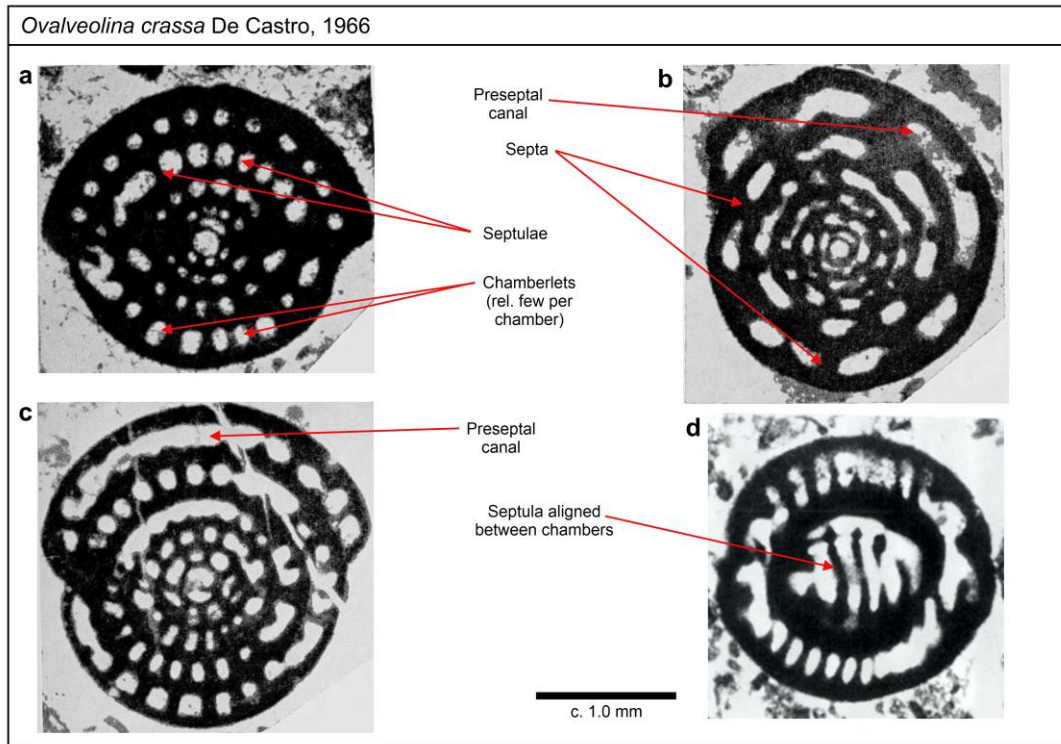 Ovalveolina crassa De Castro, 1966
a
b
Preseptal
canal
Septa
Septulae
Chamberlets
(rel. few per
chamber)
c
Preseptal
canal
d
Septula aligned
between chambers
c. 1.0 mm